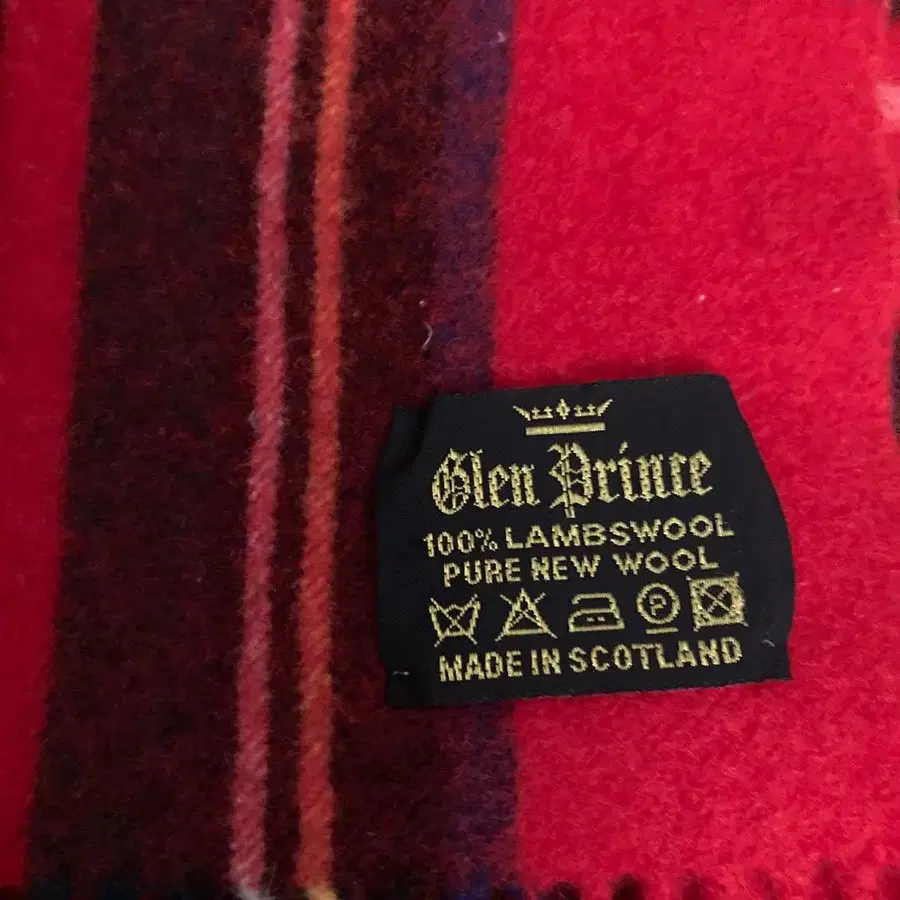 Glen Prince
100% LAMBSWOOL
PURE NEW WOOL
P
MADE IN SCOTLAND